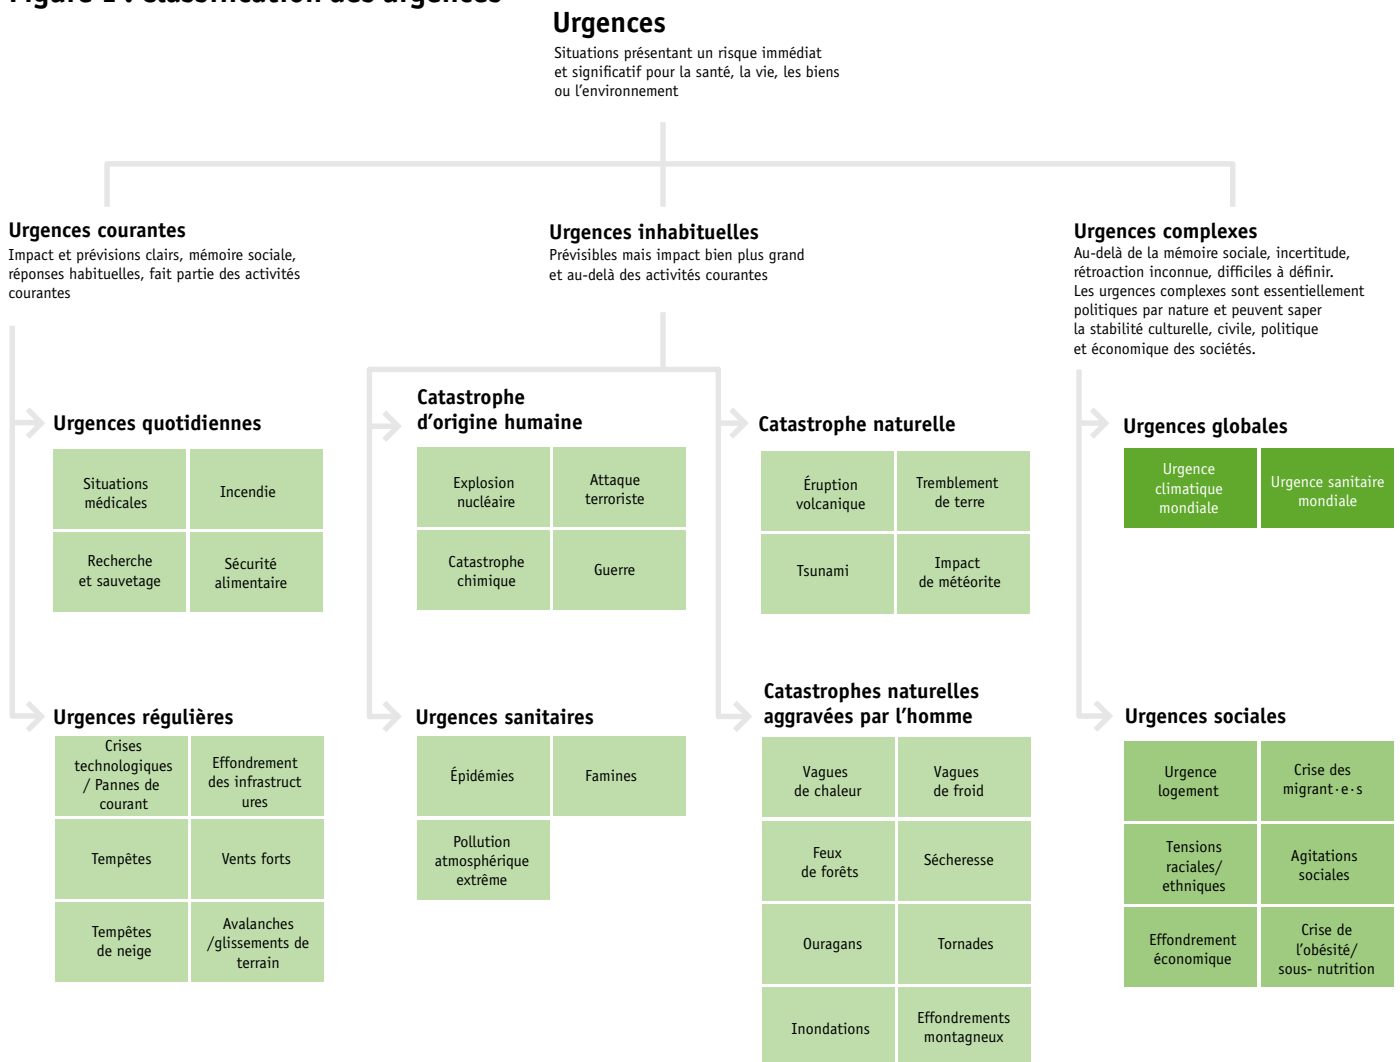 Figure 1 : Classification des urgences
Urgences
Situations présentant un risque immédiat
et significatif pour la santé, la vie, les biens
ou l'environnement
Urgences courantes
Impact et prévisions clairs, mémoire sociale,
réponses habituelles, fait partie des activités
courantes
Urgences inhabituelles
Prévisibles mais impact bien plus grand
et au-delà des activités courantes
Urgences complexes
Au-delà de la mémoire sociale, incertitude,
rétroaction inconnue, difficiles à définir.
Les urgences complexes sont essentiellement
politiques par nature et peuvent saper
la stabilité culturelle, civile, politique
et économique des sociétés.
Urgences quotidiennes
Situations
médicales
Incendie
Recherche
et sauvetage
Sécurité
alimentaire
Catastrophe
d'origine humaine
Explosion
nucléaire
Attaque
terroriste
Catastrophe
chimique
Guerre
Catastrophe naturelle
Éruption
volcanique
Tremblement
de terre
Tsunami
Impact
de météorite
Urgences globales
Urgence
climatique
mondiale
Urgence sanitaire
mondiale
Urgences régulières
Crises
technologiques
/ Pannes de
courant
Effondrement
des infrastruct
ures
Tempêtes
Vents forts
Tempêtes
de neige
Avalanches
/glissements de
terrain
Urgences sanitaires
Épidémies
Famines
Pollution
atmosphérique
extrême
Catastrophes naturelles
aggravées par l'homme
Vagues
de chaleur
Vagues
de froid
Feux
de forêts
Sécheresse
Ouragans
Tornades
Inondations
Effondrements
montagneux
Urgences sociales
Urgence
logement
Crise des
migrant·e·s
Tensions
raciales/
ethniques
Agitations
sociales
Effondrement
économique
Crise de
l'obésité/
sous- nutrition